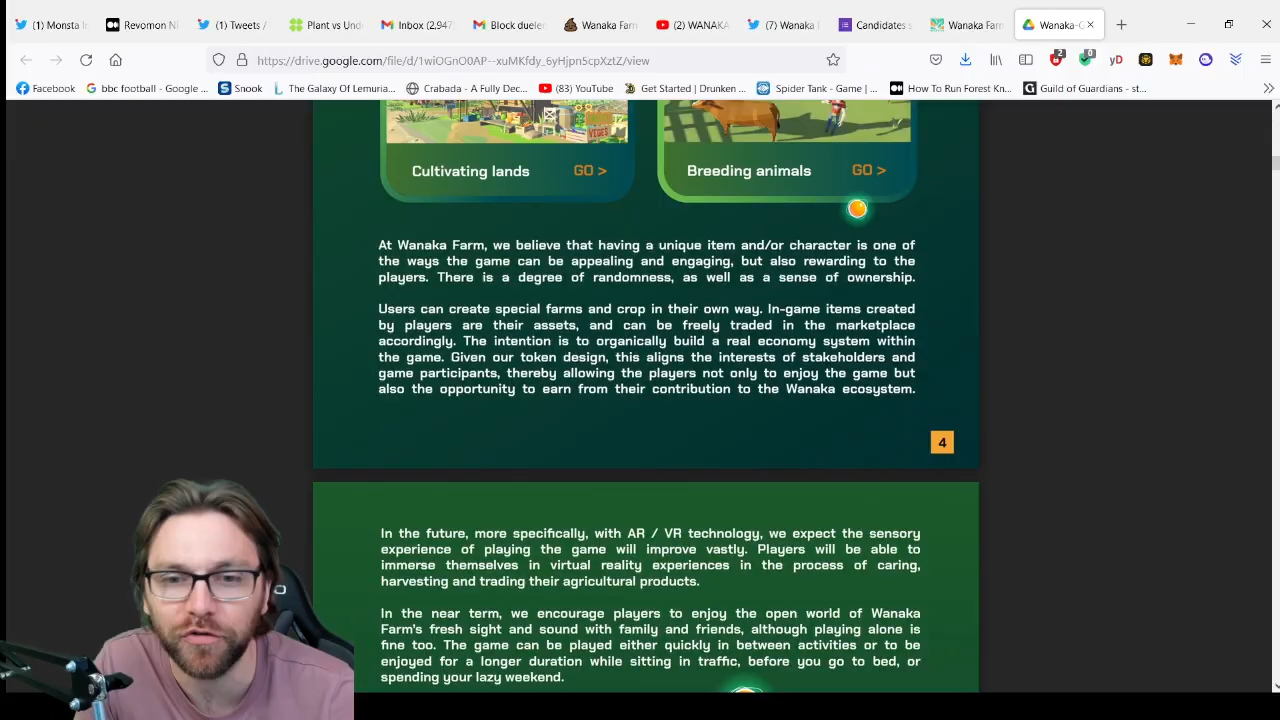 (1) Monsta In
Revomon N
(1) Tweets /
Plant vs Und
Inbox (2,947
Block dueler
Wanaka Farm
(2) WANAKA
(7) Wanaka I
Candidates s
Wanaka Farm
Wanaka-G
https://drive.google.com/file/d/1wiOGnO0AP--xuMKfdy_6yHjjpn5cpXztZ/view
2
0
yD
Facebook
bbc football - Google ...
Snook
The Galaxy Of Lemuria...
Crabada - A Fully Dec...
(83) YouTube
Get Started | Drunken ...
Spider Tank - Game | ...
How To Run Forest Kn...
Guild of Guardians - st...
VEGES
Cultivating lands GO >
Breeding animals GO >
At Wanaka Farm, we believe that having a unique item and/or character is one of
the ways the game can be appealing and engaging, but also rewarding to the
players. There is a degree of randomness, as well as a sense of ownership.
Users can create special farms and crop in their own way. In-game items created
by players are their assets, and can be freely traded in the marketplace
accordingly. The intention is to organically build a real economy system within
the game. Given our token design, this aligns the interests of stakeholders and
game participants, thereby allowing the players not only to enjoy the game but
also the opportunity to earn from their contribution to the Wanaka ecosystem.
4
In the future, more specifically, with AR / VR technology, we expect the sensory
experience of playing the game will improve vastly. Players will be able to
immerse themselves in virtual reality experiences in the process of caring,
harvesting and trading their agricultural products.
In the near term, we encourage players to enjoy the open world of Wanaka
Farm's fresh sight and sound with family and friends, although playing alone is
fine too. The game can be played either quickly in between activities or to be
enjoyed for a longer duration while sitting in traffic, before you go to bed, or
spending your lazy weekend.